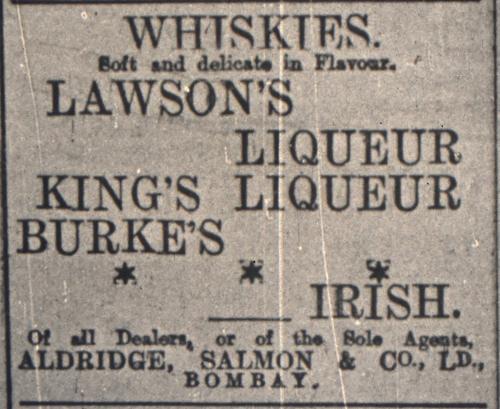 WHISKIES.
Soft and delicate in Flavour.
LAWSON'S
LIQUEUR
KING'S LIQUEUR
BURKE'S
* * *
IRISH.
Of all Dealers, or of the Sole Agents,
ALDRIDGE, SALMON & CO., LD.,
BOMBAY.